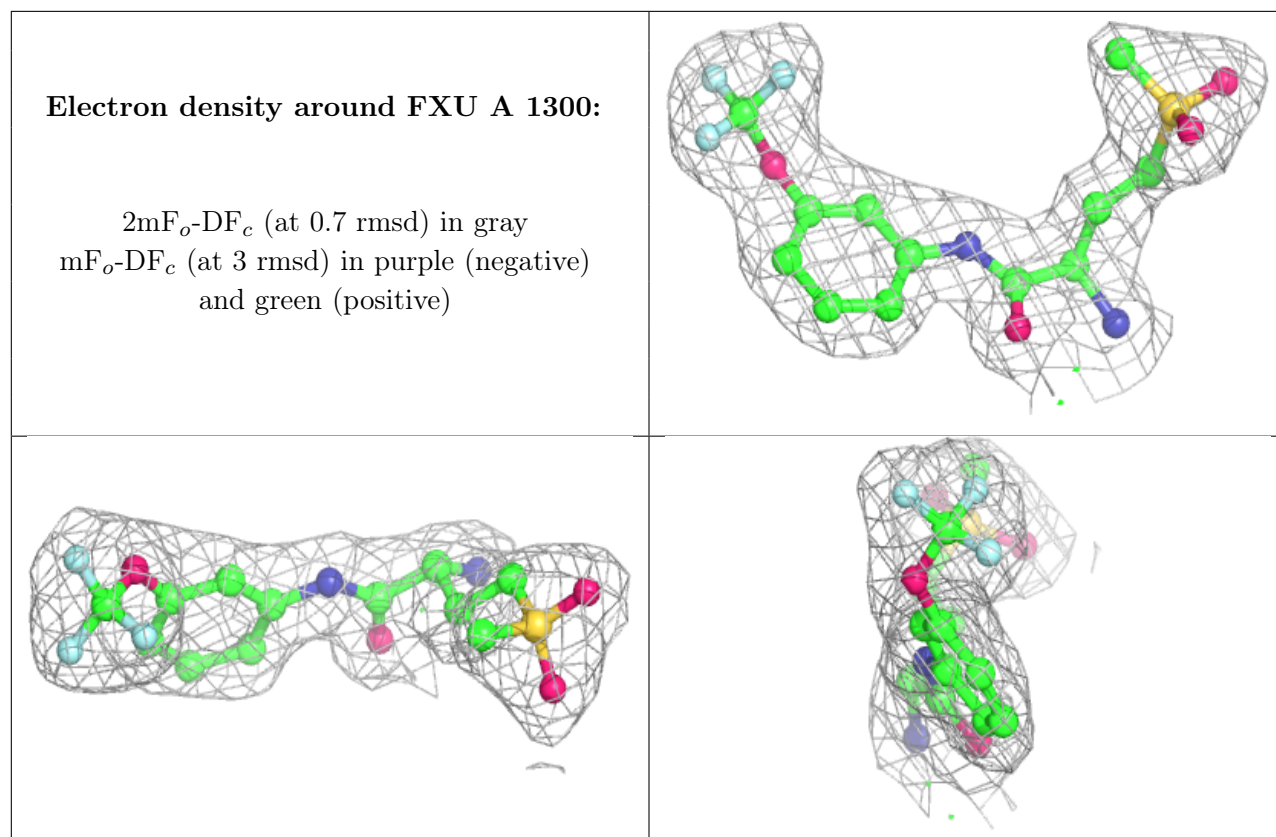 Electron density around FXU A 1300:
2mFo-DFc (at 0.7 rmsd) in gray
mFo-DFc (at 3 rmsd) in purple (negative)
and green (positive)